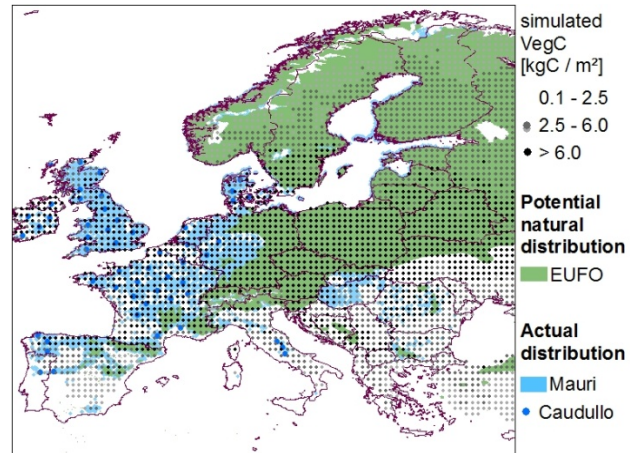 simulated
VegC
[kgC / m²]
0.1 - 2.5
2.5 - 6.0
> 6.0
Potential
natural
distribution
EUFO
Actual
distribution
Mauri
Caudullo